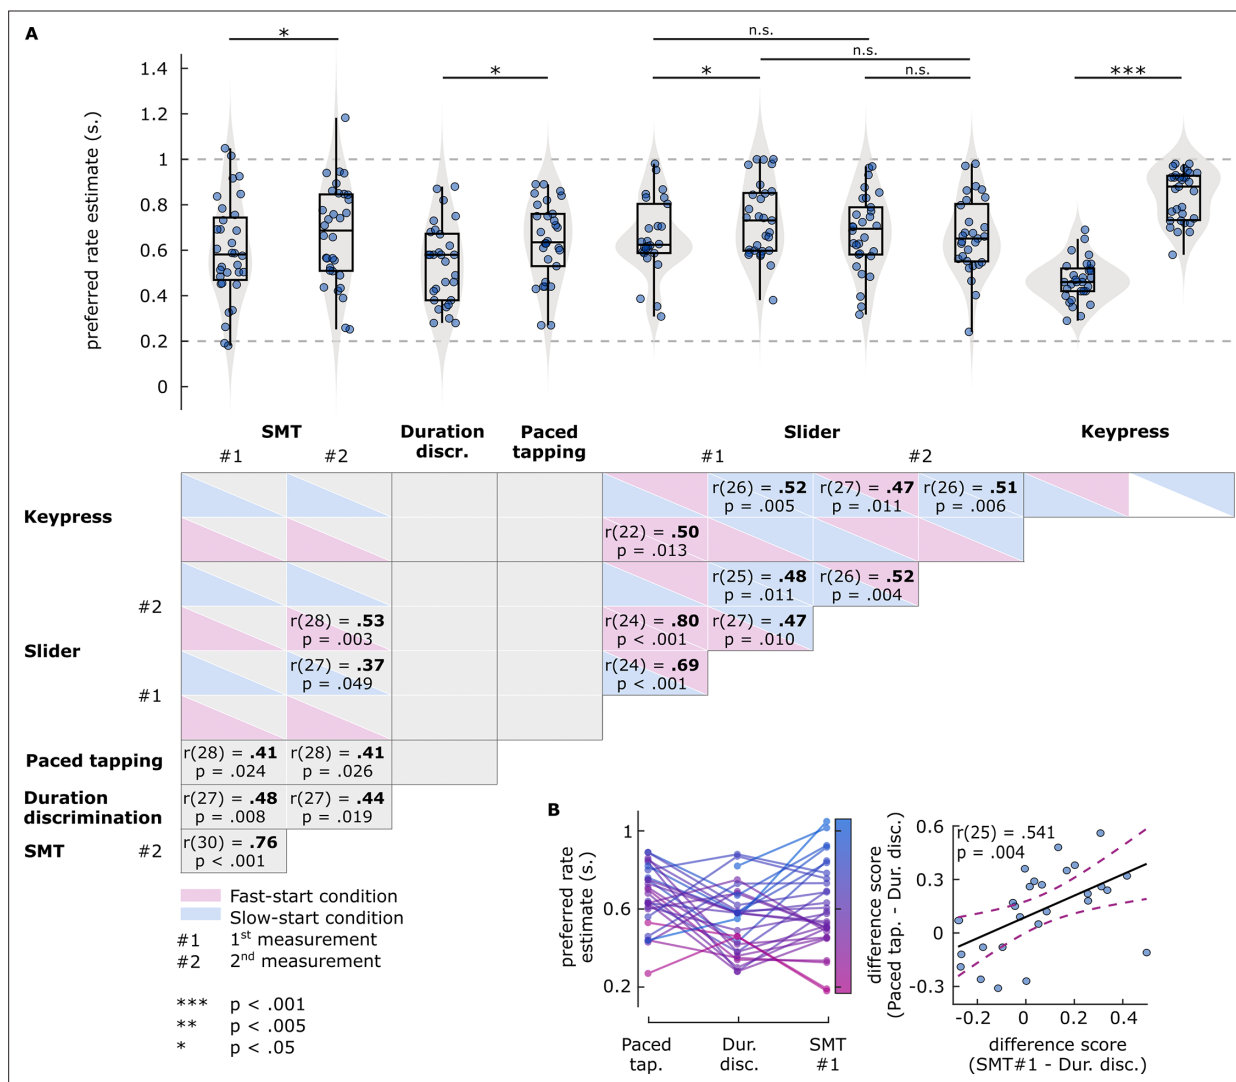 A
* n.s. n.s.
* * n.s. ***
1.4
1.2
1
0.8
0.6
0.4
0.2
0
preferred rate estimate (s.)
SMT Duration discr. Paced tapping Slider Keypress
#1 #2 #1 #2
Keypress
r(26) = .52 r(27) = .47 r(26) = .51
p = .005 p = .011 p = .006
r(22) = .50
p = .013
#2
r(25) = .48 r(26) = .52
p = .011 p = .004
Slider
r(28) = .53 r(24) = .80 r(27) = .47
p = .003 p < .001 p = .010
#1
r(27) = .37 r(24) = .69
p = .049 p < .001
Paced tapping
r(28) = .41 r(28) = .41
p = .024 p = .026
Duration
discrimination
r(27) = .48 r(27) = .44
p = .008 p = .019
SMT #2
r(30) = .76
p < .001
Fast-start condition
Slow-start condition
#1 1st measurement
#2 2nd measurement
*** p < .001
** p < .005
* p < .05
B
1
0.6
0.2
preferred rate
estimate (s.)
Paced
tap.
Dur.
disc.
SMT
#1
r(25) = .541
p = .004
0.6
0.3
0
-0.3
difference score
(Paced tap. - Dur. disc.)
-0.2 0 0.2 0.4
difference score
(SMT#1 - Dur. disc.)